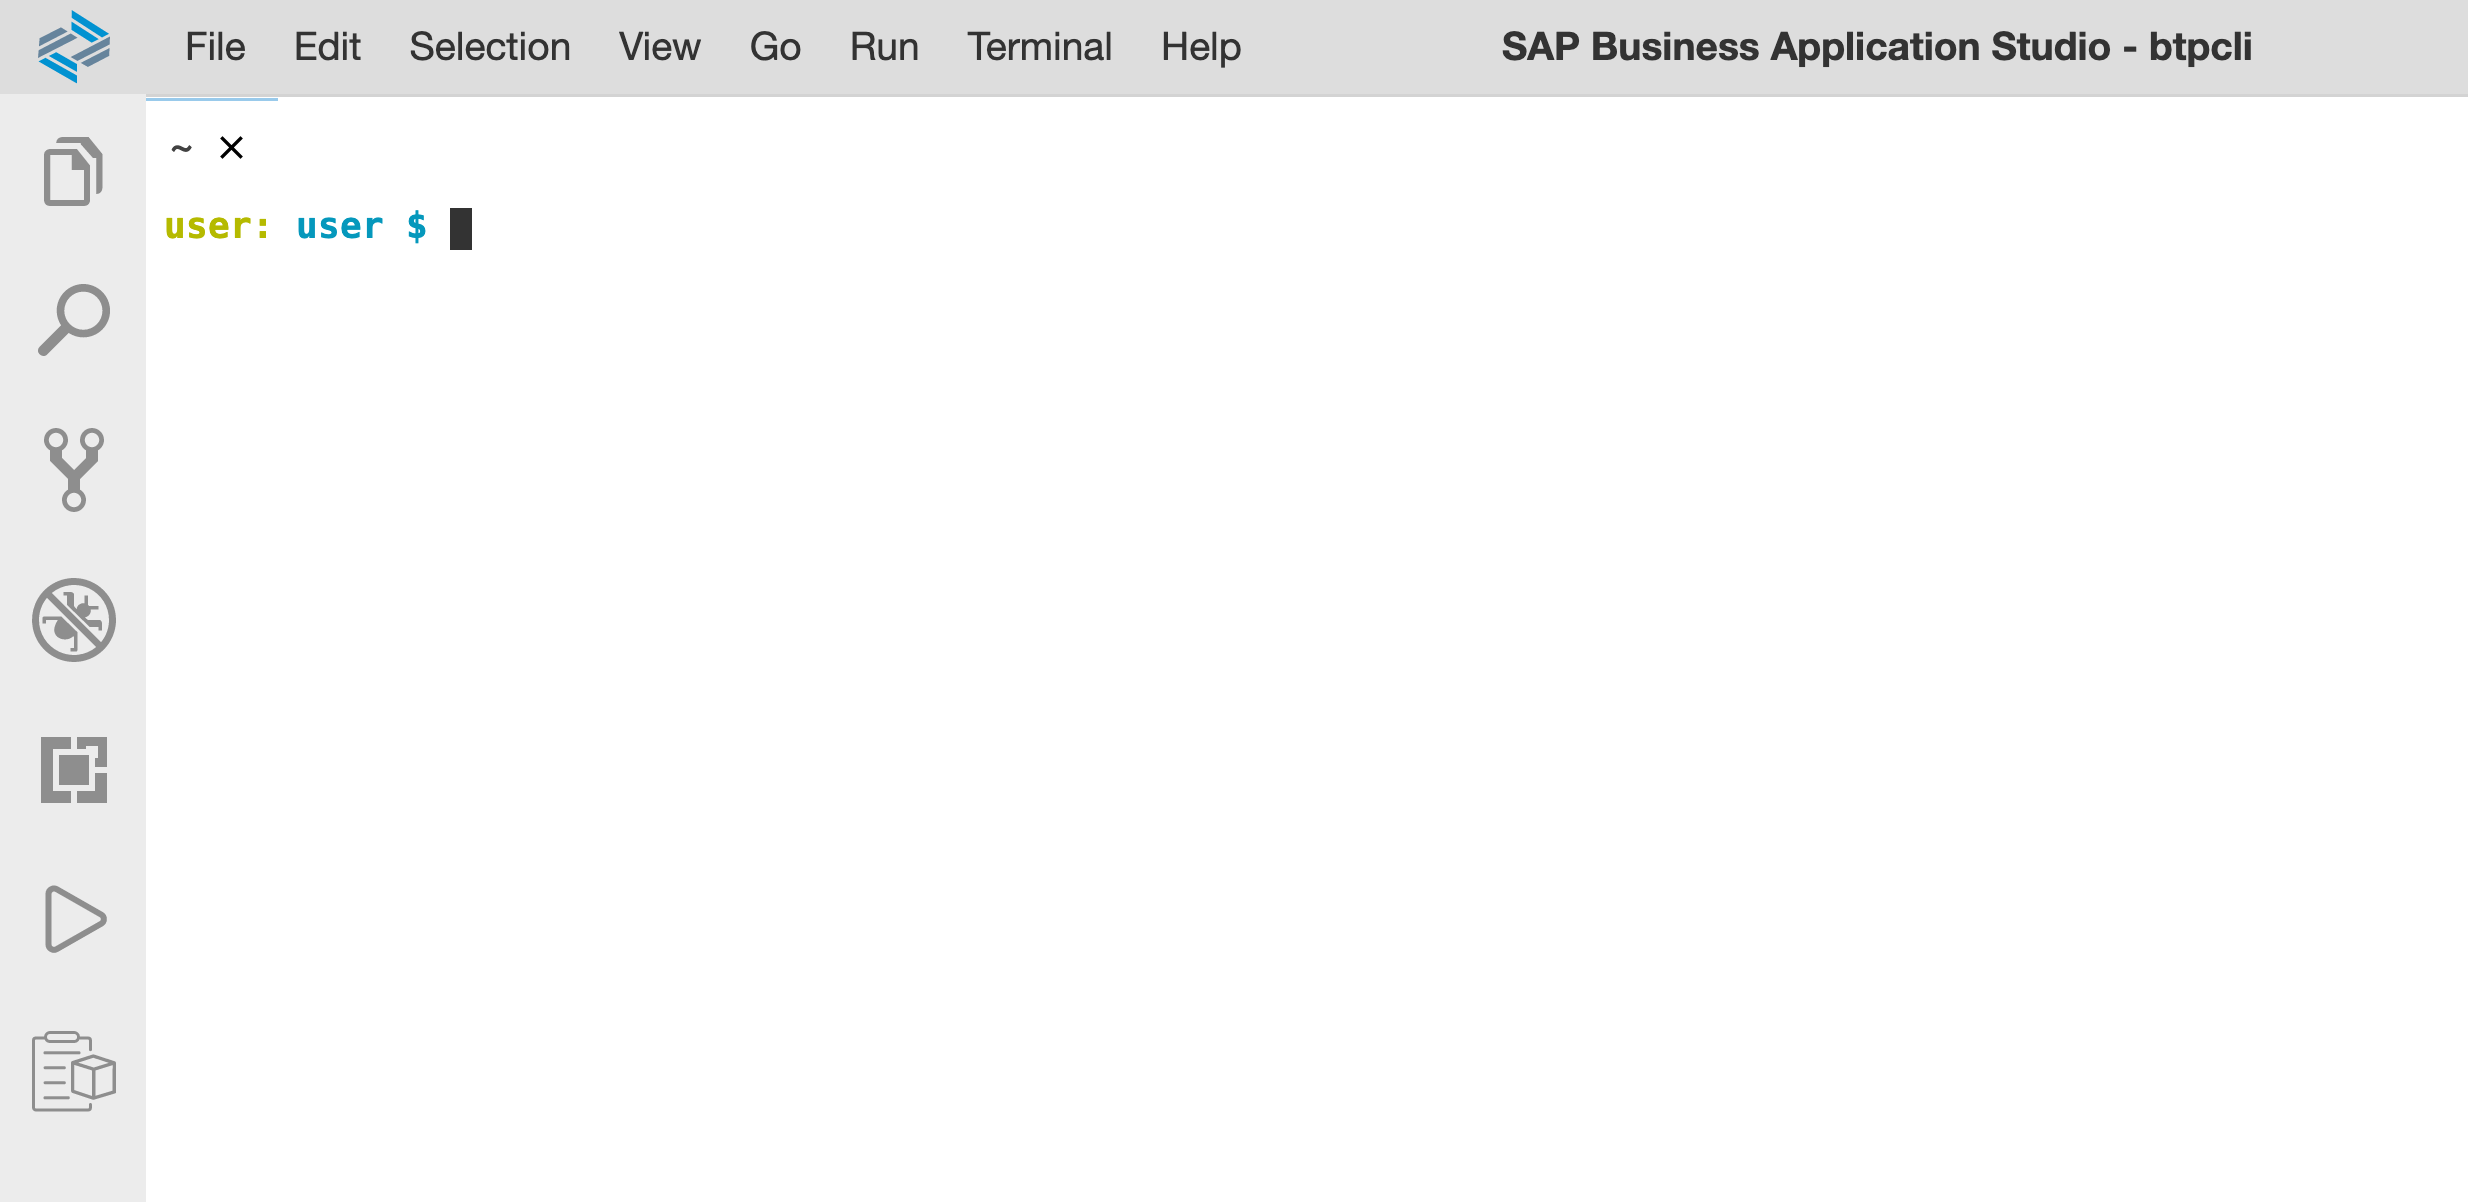 File Edit Selection View Go Run Terminal Help SAP Business Application Studio - btpcli
~ ×
user: user $